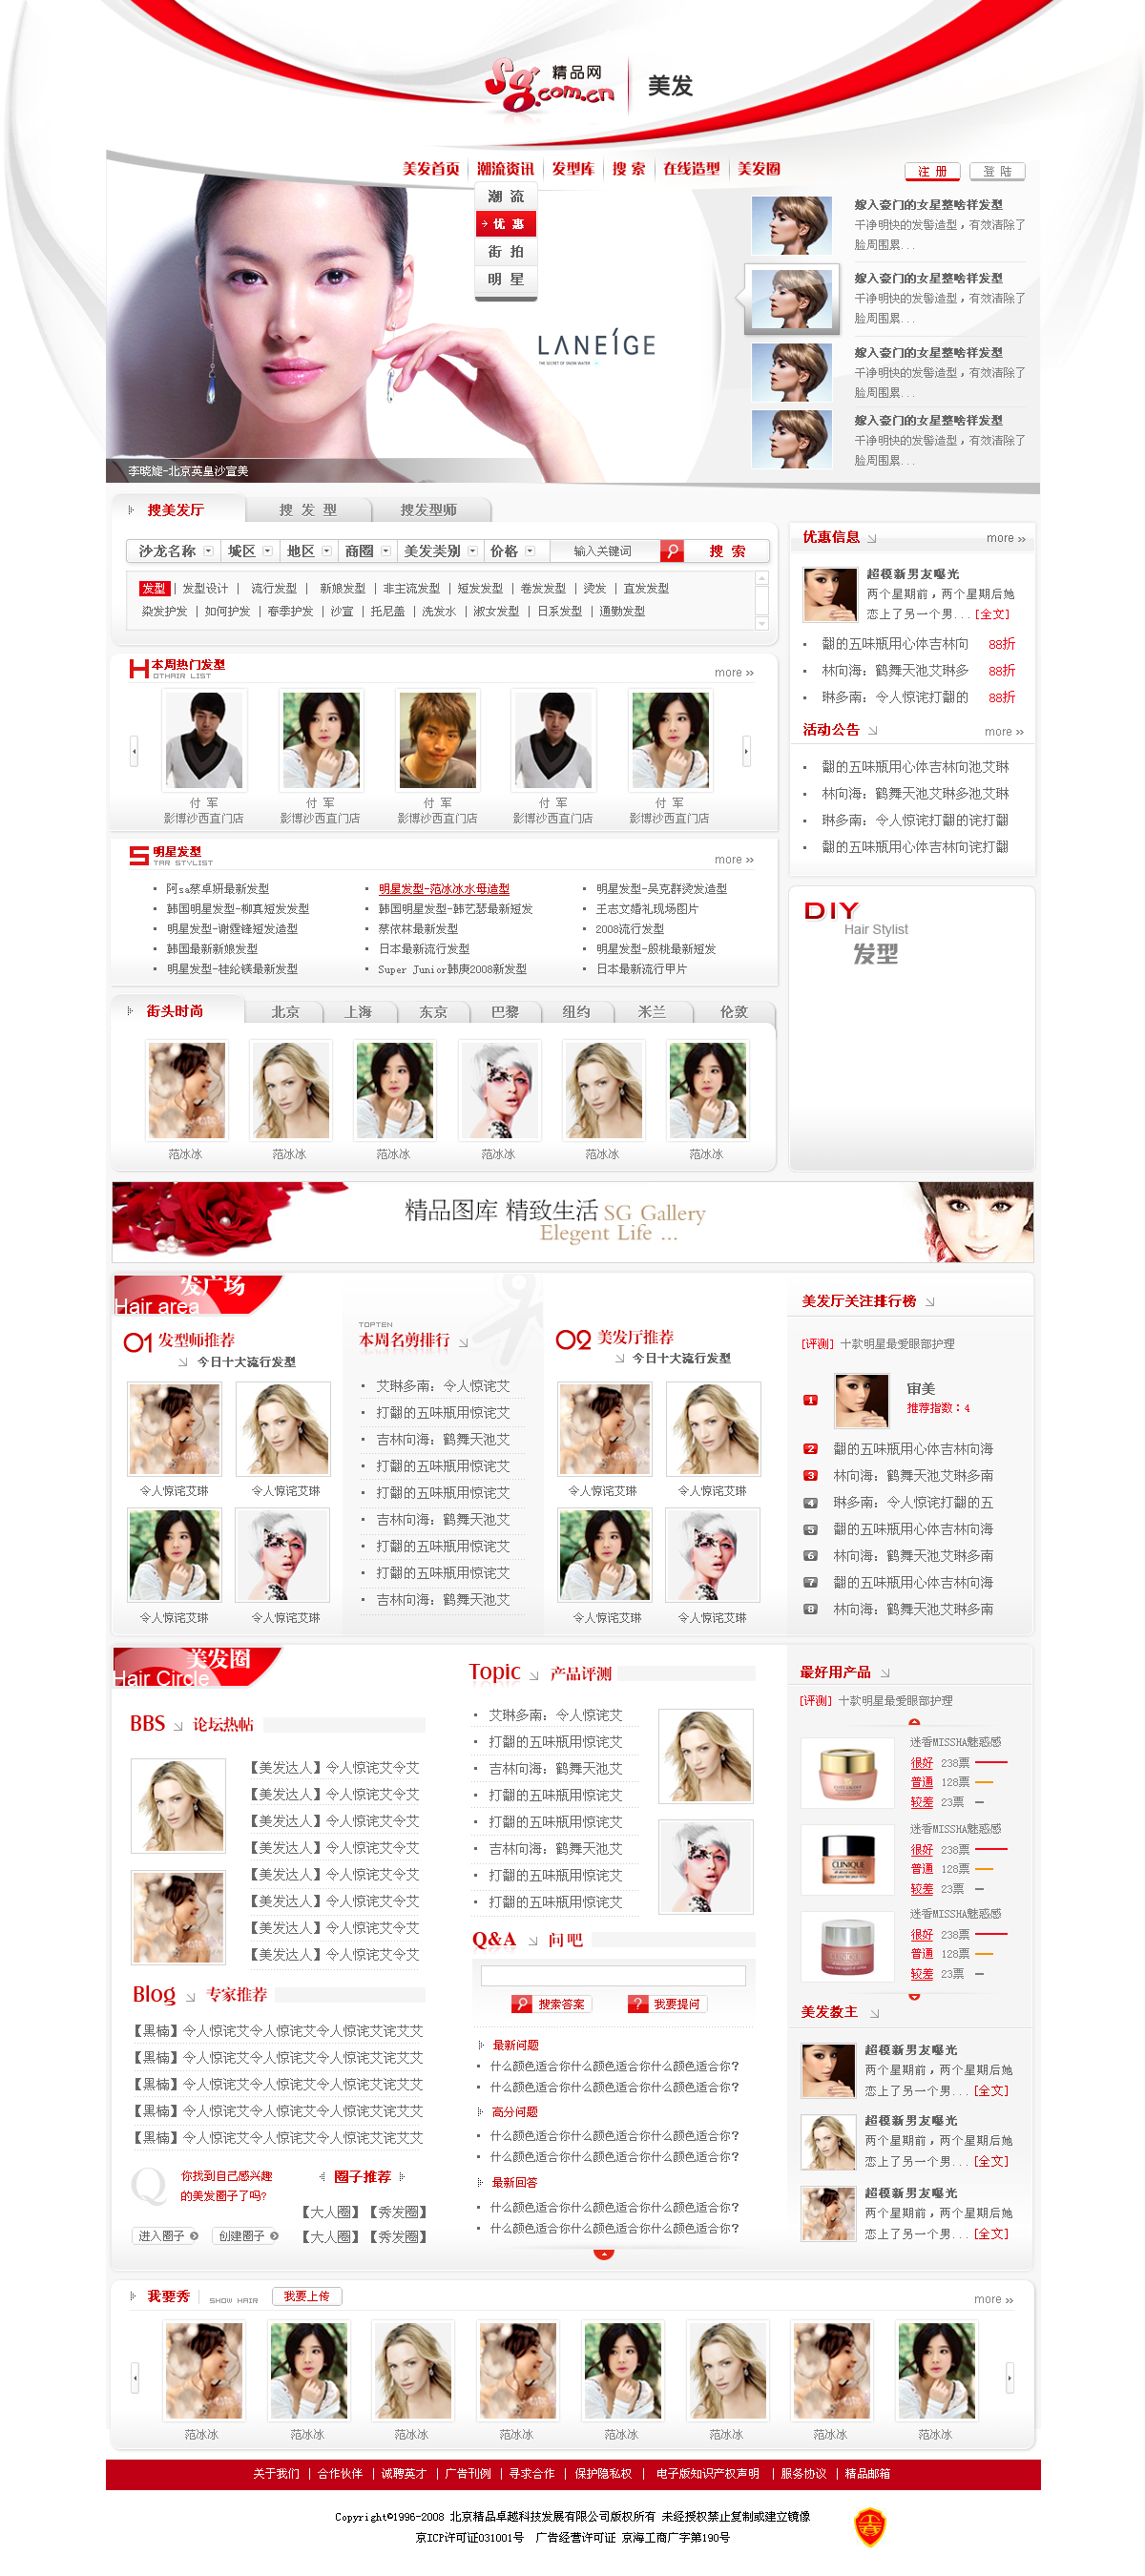 Sg.com.cn 精品网 美发
美发首页 潮流资讯 发型库 搜 索 在线造型 美发圈
注 册 登 陆
潮 流
优 惠
街 拍
明 星
LANEIGE
嫁入豪门的女星整啥样发型
干净明快的发髻造型，有效清除了
脸周围累...
嫁入豪门的女星整啥样发型
干净明快的发髻造型，有效清除了
脸周围累...
嫁入豪门的女星整啥样发型
干净明快的发髻造型，有效清除了
脸周围累...
嫁入豪门的女星整啥样发型
干净明快的发髻造型，有效清除了
脸周围累...
李晓媫-北京英皇沙宣美
搜美发厅 搜 发 型 搜发型师
沙龙名称 城区 地区 商圈 美发类别 价格 输入关键词 搜 索
发型 | 发型设计 | 流行发型 | 新娘发型 | 非主流发型 | 短发发型 | 卷发发型 | 烫发 | 直发发型
染发护发 | 如何护发 | 春季护发 | 沙宣 | 托尼盖 | 洗发水 | 淑女发型 | 日系发型 | 通勤发型
H 本周热门发型
OTHAIR LIST
more »
付 军 付 军 付 军 付 军 付 军
影博沙西直门店 影博沙西直门店 影博沙西直门店 影博沙西直门店 影博沙西直门店
S 明星发型
TAR STYLIST
more »
阿sa蔡卓妍最新发型 明星发型-范冰冰水母造型 明星发型-吴克群烫发造型
韩国明星发型-柳真短发发型 韩国明星发型-韩艺瑟最新短发 王志文婚礼现场图片
明星发型-谢霆锋短发造型 蔡依林最新发型 2008流行发型
韩国最新新娘发型 日本最新流行发型 明星发型-殷桃最新短发
明星发型-桂纶镁最新发型 Super Junior韩庚2008新发型 日本最新流行甲片
街头时尚 北京 上海 东京 巴黎 纽约 米兰 伦敦
范冰冰 范冰冰 范冰冰 范冰冰 范冰冰 范冰冰
优惠信息 more »
超模新男友曝光
两个星期前，两个星期后她
恋上了另一个男...[全文]
翻的五味瓶用心体吉林向 88折
林向海: 鹤舞天池艾琳多 88折
琳多南: 令人惊诧打翻的 88折
活动公告 more »
翻的五味瓶用心体吉林向池艾琳
林向海: 鹤舞天池艾琳多池艾琳
琳多南: 令人惊诧打翻的诧打翻
翻的五味瓶用心体吉林向诧打翻
DIY
Hair Stylist
发型
精品图库 精致生活 SG Gallery
Elegent Life ...
发广场
Hair area
01 发型师推荐
今日十大流行发型
令人惊诧艾琳 令人惊诧艾琳
令人惊诧艾琳 令人惊诧艾琳
TOPTEN
本周名剪排行
艾琳多南: 令人惊诧艾
打翻的五味瓶用惊诧艾
吉林向海: 鹤舞天池艾
打翻的五味瓶用惊诧艾
打翻的五味瓶用惊诧艾
吉林向海: 鹤舞天池艾
打翻的五味瓶用惊诧艾
打翻的五味瓶用惊诧艾
吉林向海: 鹤舞天池艾
02 美发厅推荐
今日十大流行发型
令人惊诧艾琳 令人惊诧艾琳
令人惊诧艾琳 令人惊诧艾琳
美发厅关注排行榜
[评测] 十款明星最爱眼部护理
1 审美
推荐指数：4
2 翻的五味瓶用心体吉林向海
3 林向海: 鹤舞天池艾琳多南
4 琳多南: 令人惊诧打翻的五
5 翻的五味瓶用心体吉林向海
6 林向海: 鹤舞天池艾琳多南
7 翻的五味瓶用心体吉林向海
8 林向海: 鹤舞天池艾琳多南
美发圈
Hair Circle
BBS 论坛热帖
【美发达人】令人惊诧艾令艾
【美发达人】令人惊诧艾令艾
【美发达人】令人惊诧艾令艾
【美发达人】令人惊诧艾令艾
【美发达人】令人惊诧艾令艾
【美发达人】令人惊诧艾令艾
【美发达人】令人惊诧艾令艾
【美发达人】令人惊诧艾令艾
Blog 专家推荐
【黑楠】令人惊诧艾令人惊诧艾令人惊诧艾诧艾艾
【黑楠】令人惊诧艾令人惊诧艾令人惊诧艾诧艾艾
【黑楠】令人惊诧艾令人惊诧艾令人惊诧艾诧艾艾
【黑楠】令人惊诧艾令人惊诧艾令人惊诧艾诧艾艾
【黑楠】令人惊诧艾令人惊诧艾令人惊诧艾诧艾艾
Q 你找到自己感兴趣
的美发圈子了吗?
进入圈子 创建圈子
圈子推荐
【大人圈】【秀发圈】
【大人圈】【秀发圈】
Topic 产品评测
艾琳多南: 令人惊诧艾
打翻的五味瓶用惊诧艾
吉林向海: 鹤舞天池艾
打翻的五味瓶用惊诧艾
打翻的五味瓶用惊诧艾
吉林向海: 鹤舞天池艾
打翻的五味瓶用惊诧艾
打翻的五味瓶用惊诧艾
Q&A 问 吧
搜索答案 ? 我要提问
最新问题
什么颜色适合你什么颜色适合你什么颜色适合你?
什么颜色适合你什么颜色适合你什么颜色适合你?
高分问题
什么颜色适合你什么颜色适合你什么颜色适合你?
什么颜色适合你什么颜色适合你什么颜色适合你?
最新回答
什么颜色适合你什么颜色适合你什么颜色适合你?
什么颜色适合你什么颜色适合你什么颜色适合你?
最好用产品
[评测] 十款明星最爱眼部护理
迷香MISSHA魅惑感
很好 238票
普通 128票
较差 23票
CLINIQUE
迷香MISSHA魅惑感
很好 238票
普通 128票
较差 23票
迷香MISSHA魅惑感
很好 238票
普通 128票
较差 23票
美发教主
超模新男友曝光
两个星期前，两个星期后她
恋上了另一个男...[全文]
超模新男友曝光
两个星期前，两个星期后她
恋上了另一个男...[全文]
超模新男友曝光
两个星期前，两个星期后她
恋上了另一个男...[全文]
我要秀 SHOW HAIR 我要上传 more »
范冰冰 范冰冰 范冰冰 范冰冰 范冰冰 范冰冰 范冰冰 范冰冰
关于我们 | 合作伙伴 | 诚聘英才 | 广告刊例 | 寻求合作 | 保护隐私权 | 电子版知识产权声明 | 服务协议 | 精品邮箱
Copyright©1996-2008 北京精品卓越科技发展有限公司版权所有 未经授权禁止复制或建立镜像
京ICP许可证031001号 广告经营许可证 京海工商广字第190号